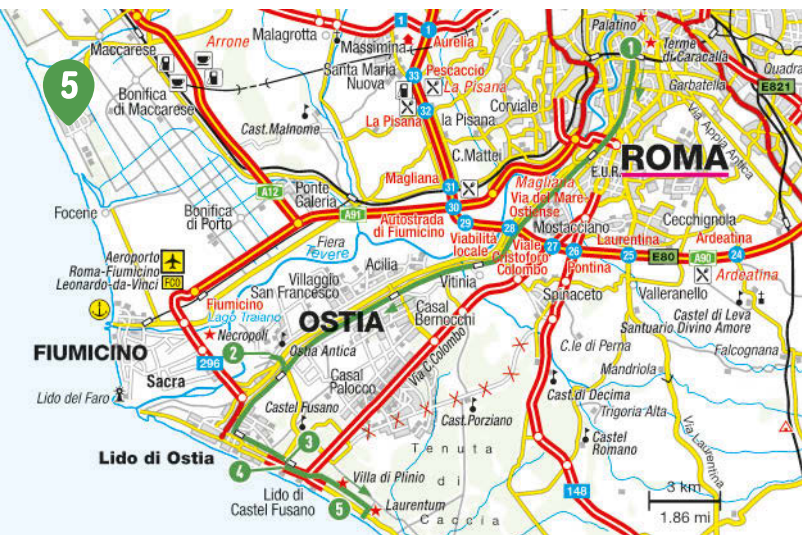 5
Maccarese
Arrone
Malagrotta
1
1
Massimina
Aurelia
Palatino
1
Terme
di Caracalla
Santa Maria
Nuova
33
Pescaccio
La Pisana
Garbatella
Quadra
E821
Bonifica
di Maccarese
32
Corviale
Cast.Malnome
La Pisana
la Pisana
Via Appia Antica
C.Mattei
E.U.R.
ROMA
Magliana
31
Magliana
A12
Ponte
Galeria
30
Via del Mare
Ostiense
Focene
Bonifica
di Porto
A91
Autostrada
di Fiumicino
29
28
Mostacciano
Cecchignola
Fiera
Tevere
Viabilità
locale
Viale
Cristoforo
Colombo
27
26
Laurentina
Ardeatina
Pontina
25
E80
A90
24
Aeroporto
Roma-Fiumicino
Leonardo-da-Vinci
FCO
Acilia
Vitinia
Ardeatina
Villaggio
San Francesco
Spinaceto
Valleranello
Fiumicino
Lago Traiano
Casal
Bernocchi
Castel di Leva
Santuario Divino Amore
Necropoli
OSTIA
FIUMICINO
2
Ostia Antica
Via C.Colombo
C.le di Perna
Falcognana
296
Mandriola
Sacra
Casal
Palocco
Cast.di Decima
Lido del Faro
Castel Fusano
Cast.Porziano
Trigoria Alta
Via Laurentina
3
Castel
Romano
Lido di Ostia
4
Tenuta
di
Caccia
Villa di Plinio
Lido di
Castel Fusano
5
Laurentum
148
3 km
1.86 mi